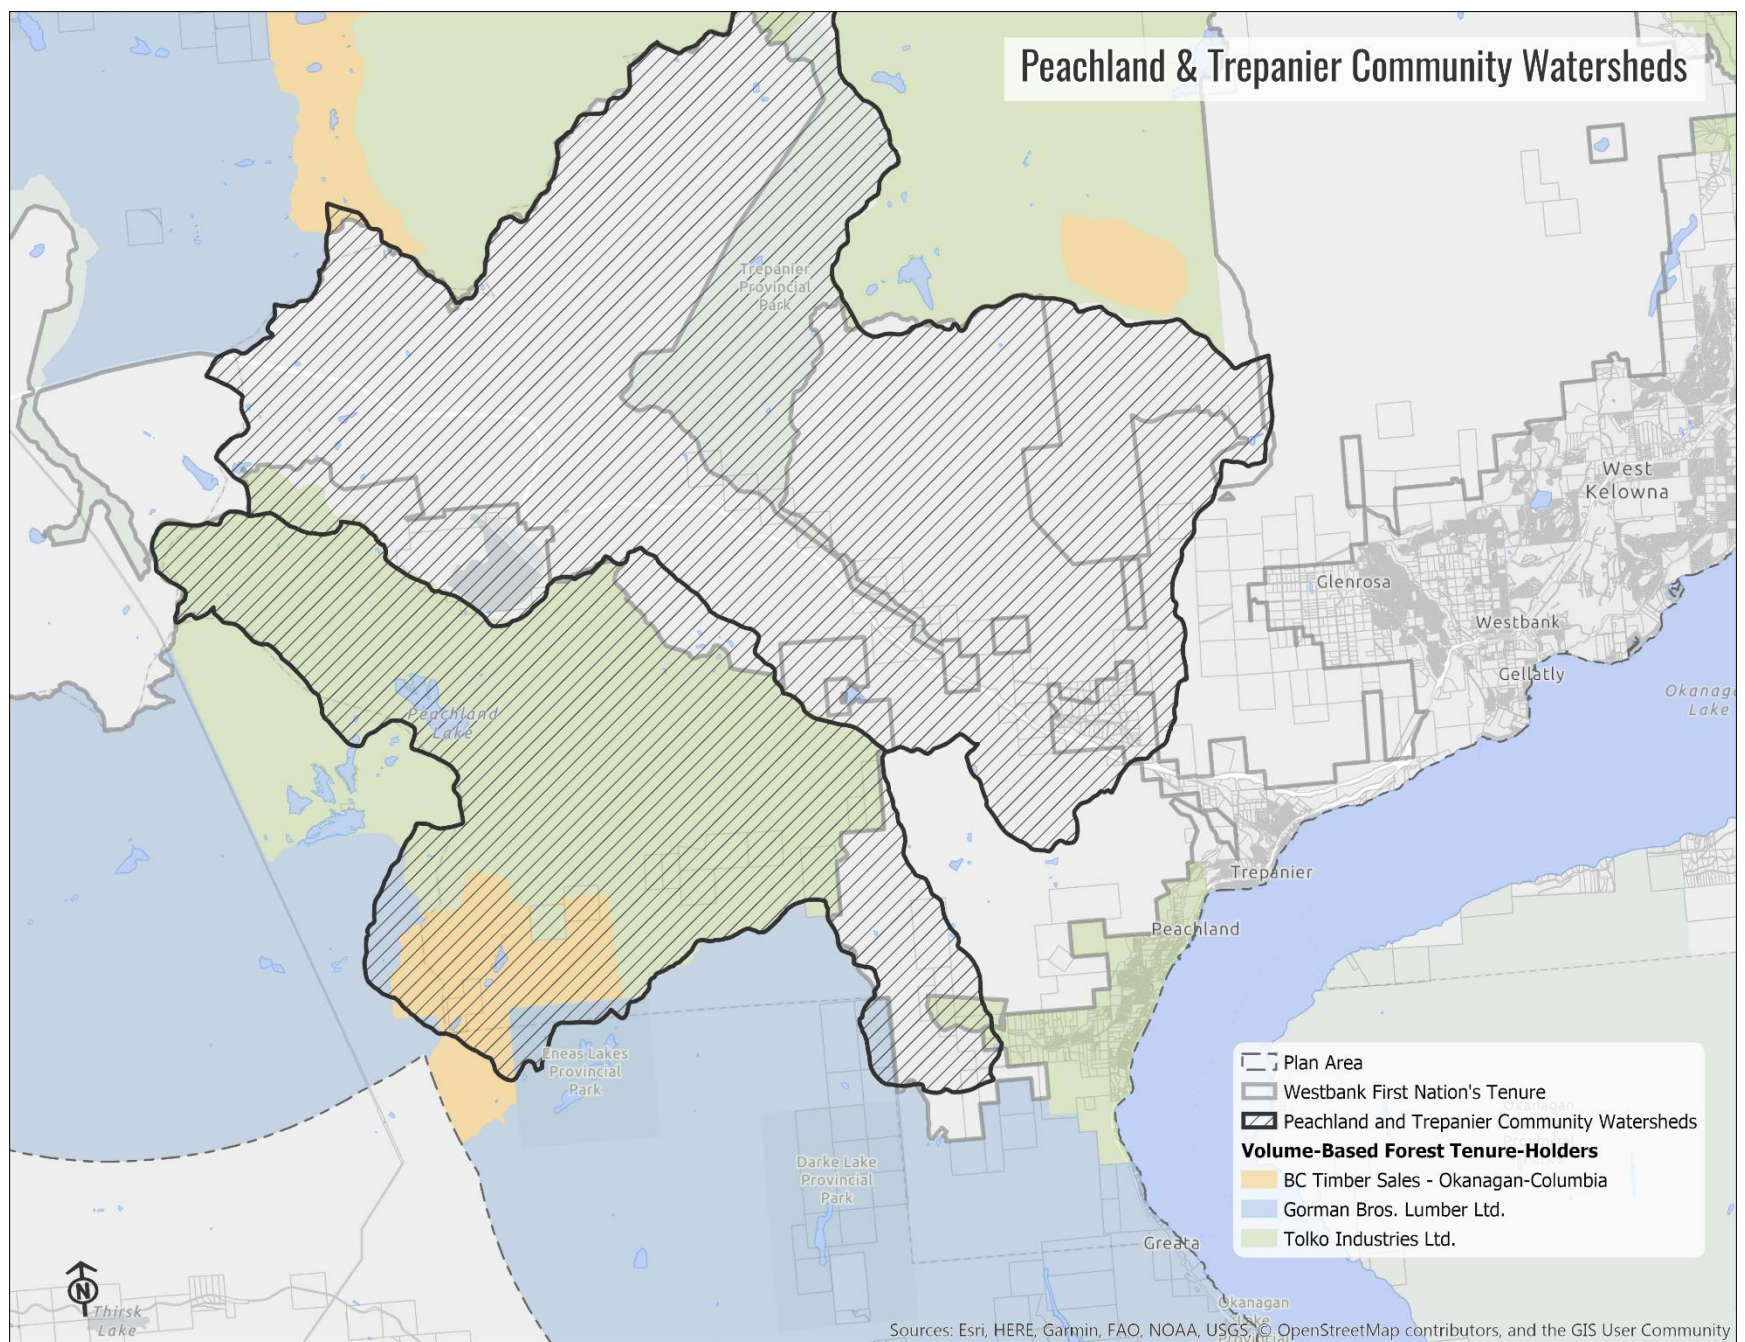 Peachland & Trepanier Community Watersheds
Trepanier
Provincial
Park
West
Kelowna
Glenrosa
Westbank
Gellatly
Okanaga
Lake
Peachland
Lake
Trepanier
Peachland
Eneas Lakes
Provincial
Park
Darke Lake
Provincial
Park
Greata
Okanagan
Lake
Provincial
Thirsk
Lake
N
Plan Area
Westbank First Nation's Tenure
Peachland and Trepanier Community Watersheds
Volume-Based Forest Tenure-Holders
BC Timber Sales - Okanagan-Columbia
Gorman Bros. Lumber Ltd.
Tolko Industries Ltd.
Okanagan
Sources: Esri, HERE, Garmin, FAO, NOAA, USGS, © OpenStreetMap contributors, and the GIS User Community